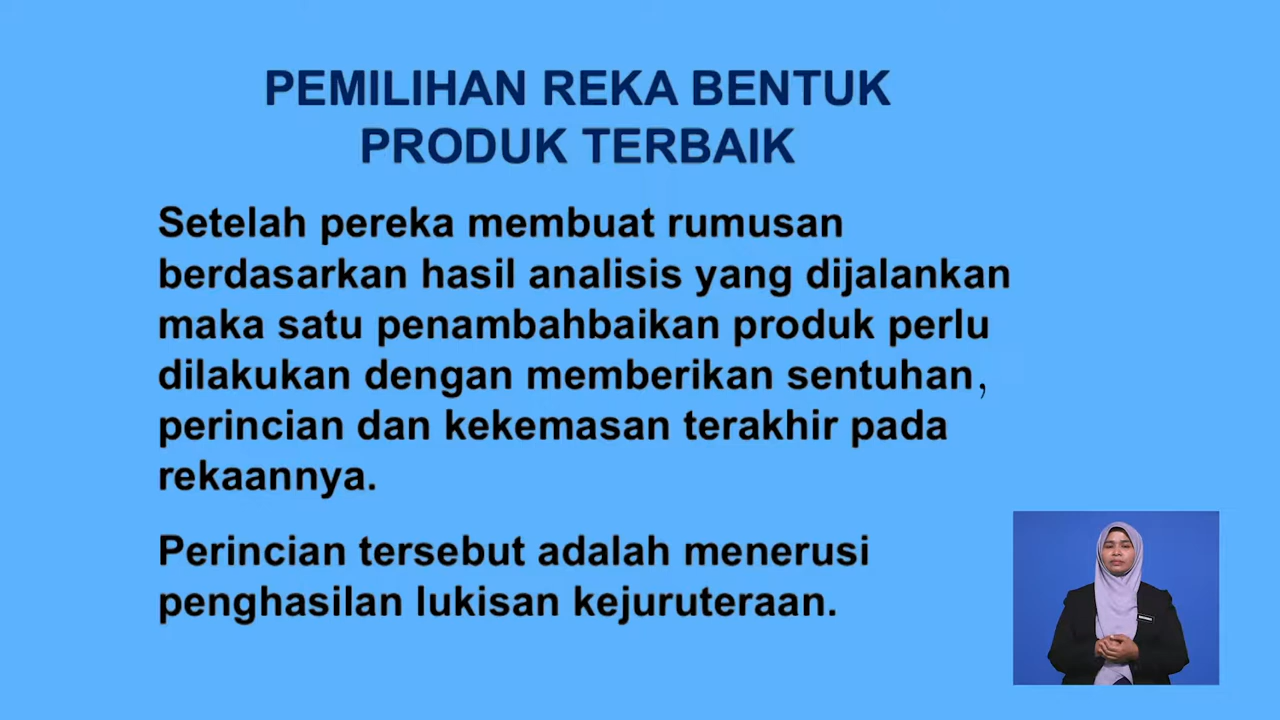 PEMILIHAN REKA BENTUK
PRODUK TERBAIK
Setelah pereka membuat rumusan
berdasarkan hasil analisis yang dijalankan
maka satu penambahbaikan produk perlu
dilakukan dengan memberikan sentuhan,
perincian dan kekemasan terakhir pada
rekaannya.
Perincian tersebut adalah menerusi
penghasilan lukisan kejuruteraan.